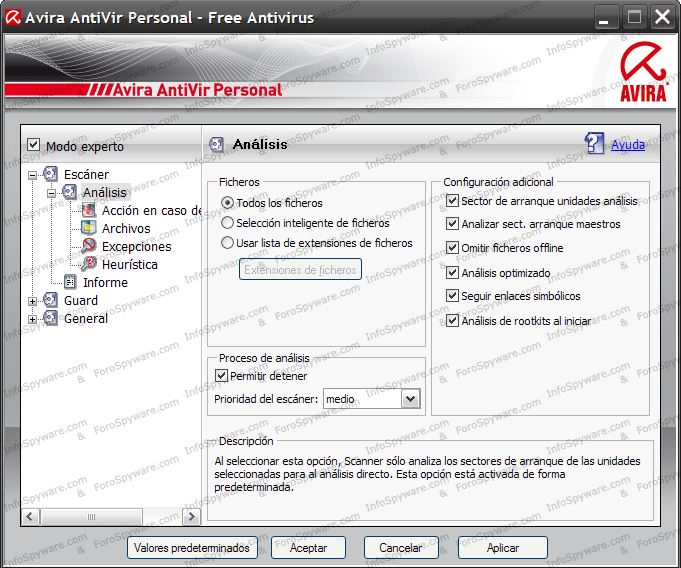 Avira AntiVir Personal - Free Antivirus
Avira AntiVir Personal
AVIRA
Modo experto
Análisis
Ayuda
Escáner
Análisis
Acción en caso de
Archivos
Excepciones
Heurística
Informe
Guard
General
Ficheros
Todos los ficheros
Selección inteligente de ficheros
Usar lista de extensiones de ficheros
Extensiones de ficheros
Proceso de análisis
Permitir detener
Prioridad del escáner: medio
Configuración adicional
Sector de arranque unidades análisis
Analizar sect. arranque maestros
Omitir ficheros offline
Análisis optimizado
Seguir enlaces simbólicos
Análisis de rootkits al iniciar
Descripción
Al seleccionar esta opción, Scanner sólo analiza los sectores de arranque de las unidades
seleccionadas para al análisis directo. Esta opción está activada de forma
predeterminada.
Valores predeterminados
Aceptar
Cancelar
Aplicar
InfoSpyware.com & ForoSpyware.com